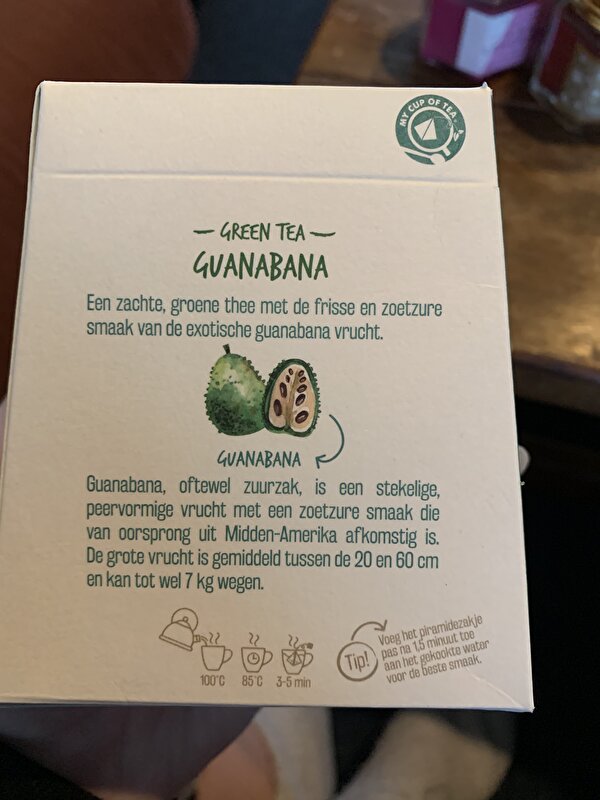 MY CUP OF TEA
— GREEN TEA —
GUANABANA
Een zachte, groene thee met de frisse en zoetzure
smaak van de exotische guanabana vrucht.
GUANABANA
Guanabana, oftewel zuurzak, is een stekelige,
peervormige vrucht met een zoetzure smaak die
van oorsprong uit Midden-Amerika afkomstig is.
De grote vrucht is gemiddeld tussen de 20 en 60 cm
en kan tot wel 7 kg wegen.
100°C 85°C 3-5 min
Tip!
Voeg het piramidezakje
pas na 1,5 minuut toe
aan het gekookte water
voor de beste smaak.